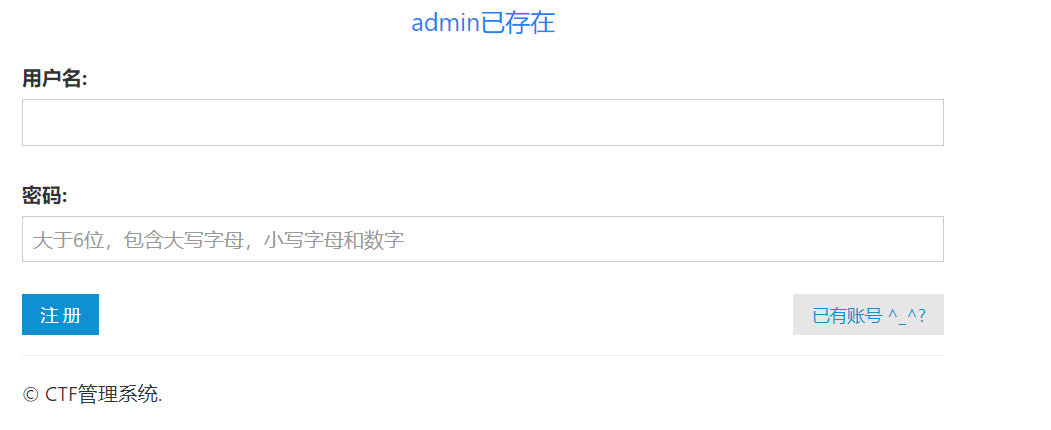 admin已存在
用户名:
密码:
大于6位，包含大写字母，小写字母和数字
注 册
已有账号 ^_^?
© CTF管理系统.